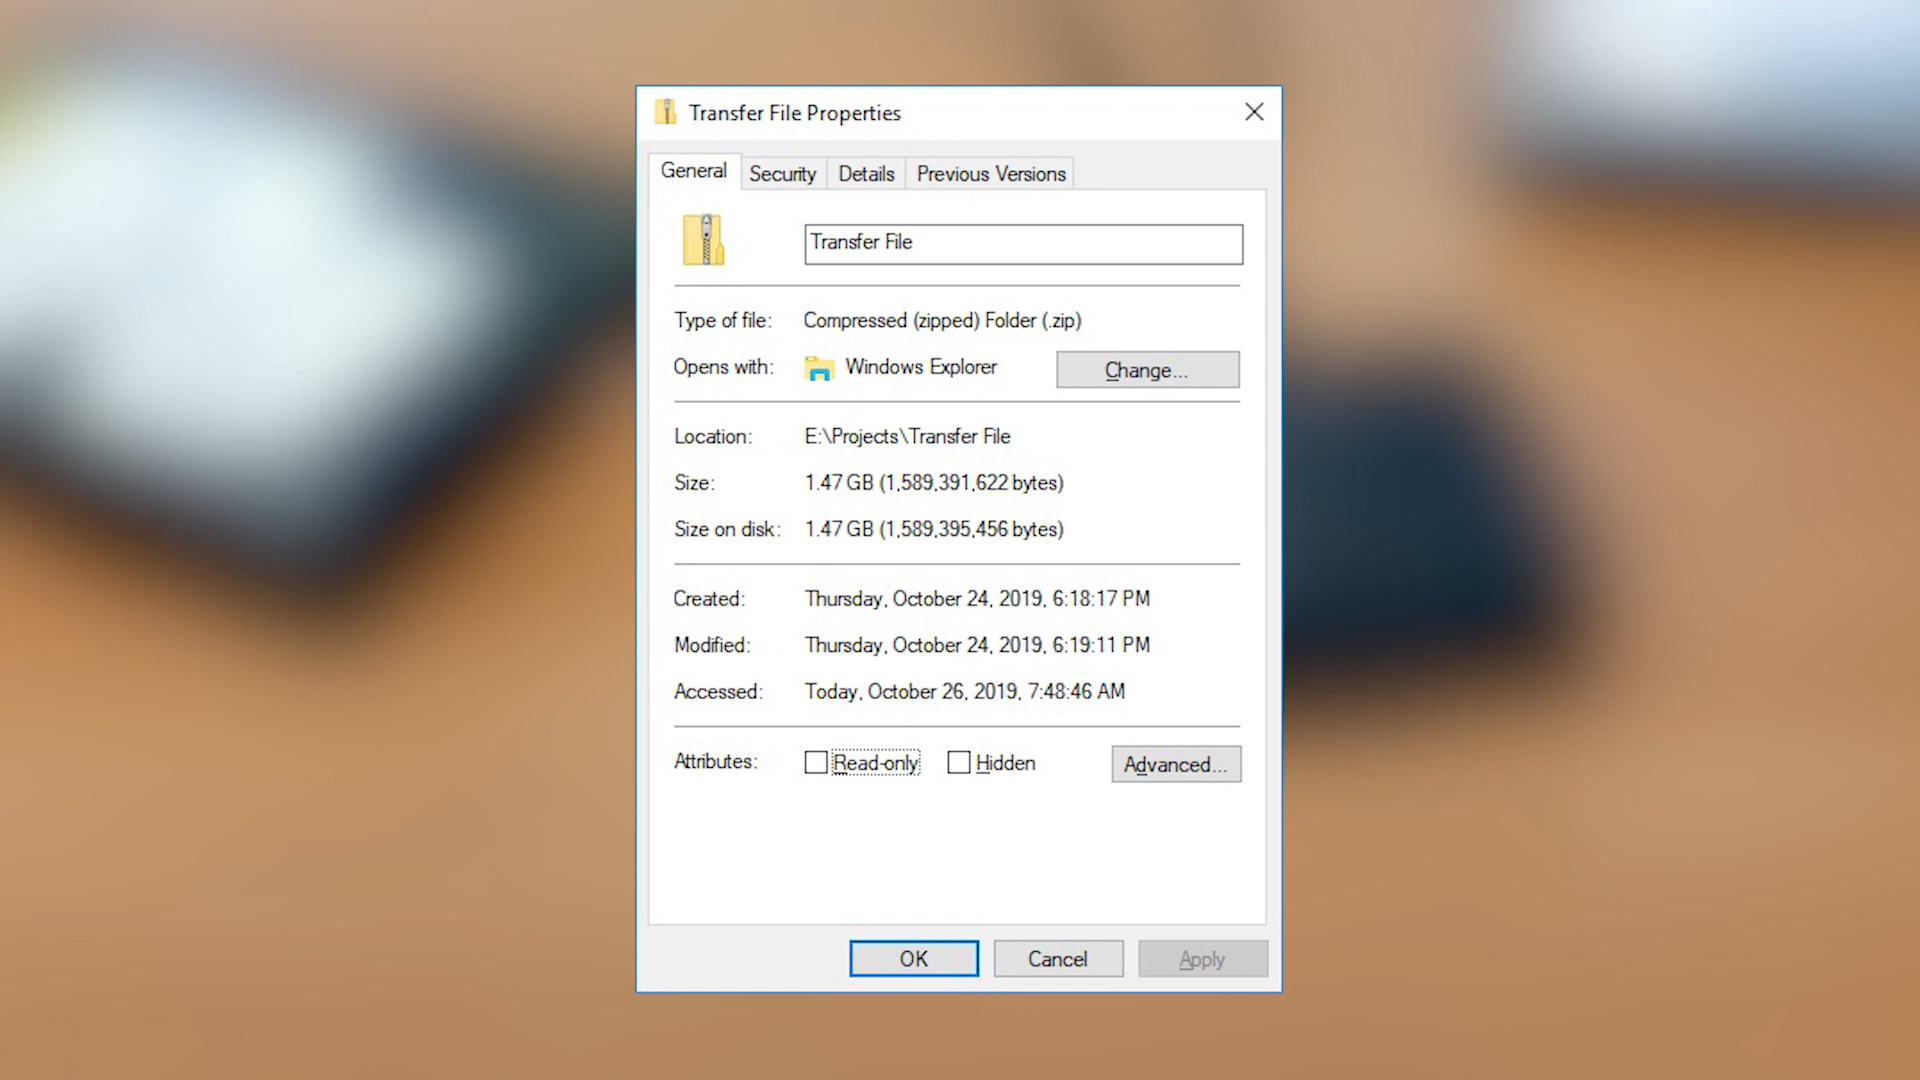 Transfer File Properties
General Security Details Previous Versions
Transfer File
Type of file: Compressed (zipped) Folder (.zip)
Opens with: Windows Explorer Change...
Location: E:\Projects\Transfer File
Size: 1.47 GB (1,589,391,622 bytes)
Size on disk: 1.47 GB (1,589,395,456 bytes)
Created: Thursday, October 24, 2019, 6:18:17 PM
Modified: Thursday, October 24, 2019, 6:19:11 PM
Accessed: Today, October 26, 2019, 7:48:46 AM
Attributes: Read-only Hidden Advanced...
OK Cancel Apply